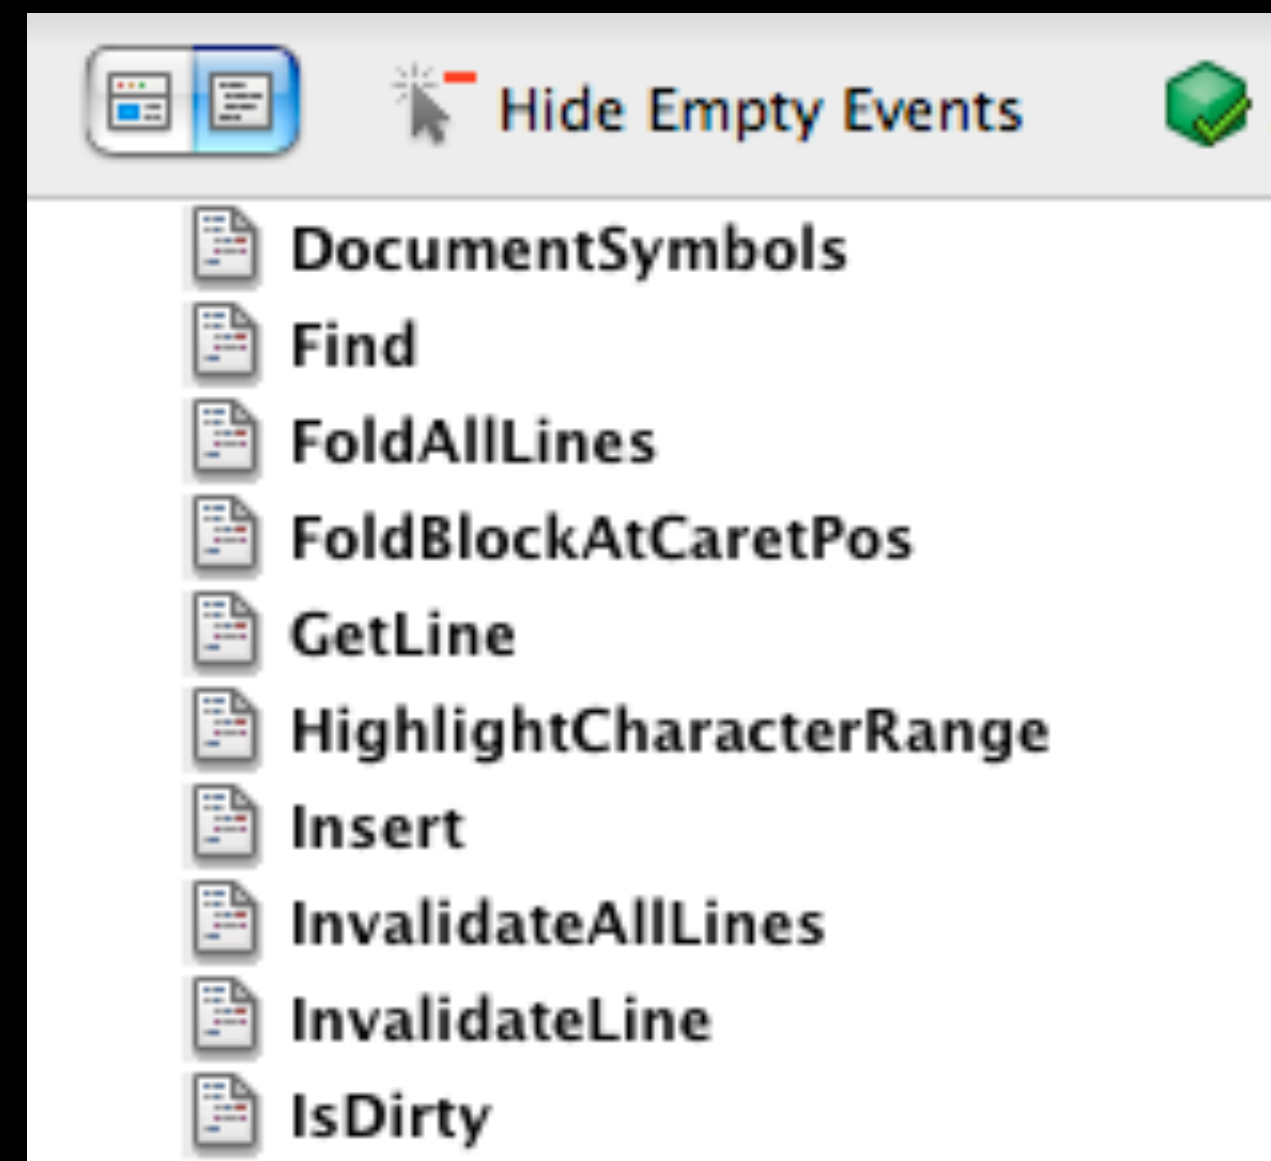 Hide Empty Events
DocumentSymbols
Find
FoldAllLines
FoldBlockAtCaretPos
GetLine
HighlightCharacterRange
Insert
InvalidateAllLines
InvalidateLine
IsDirty